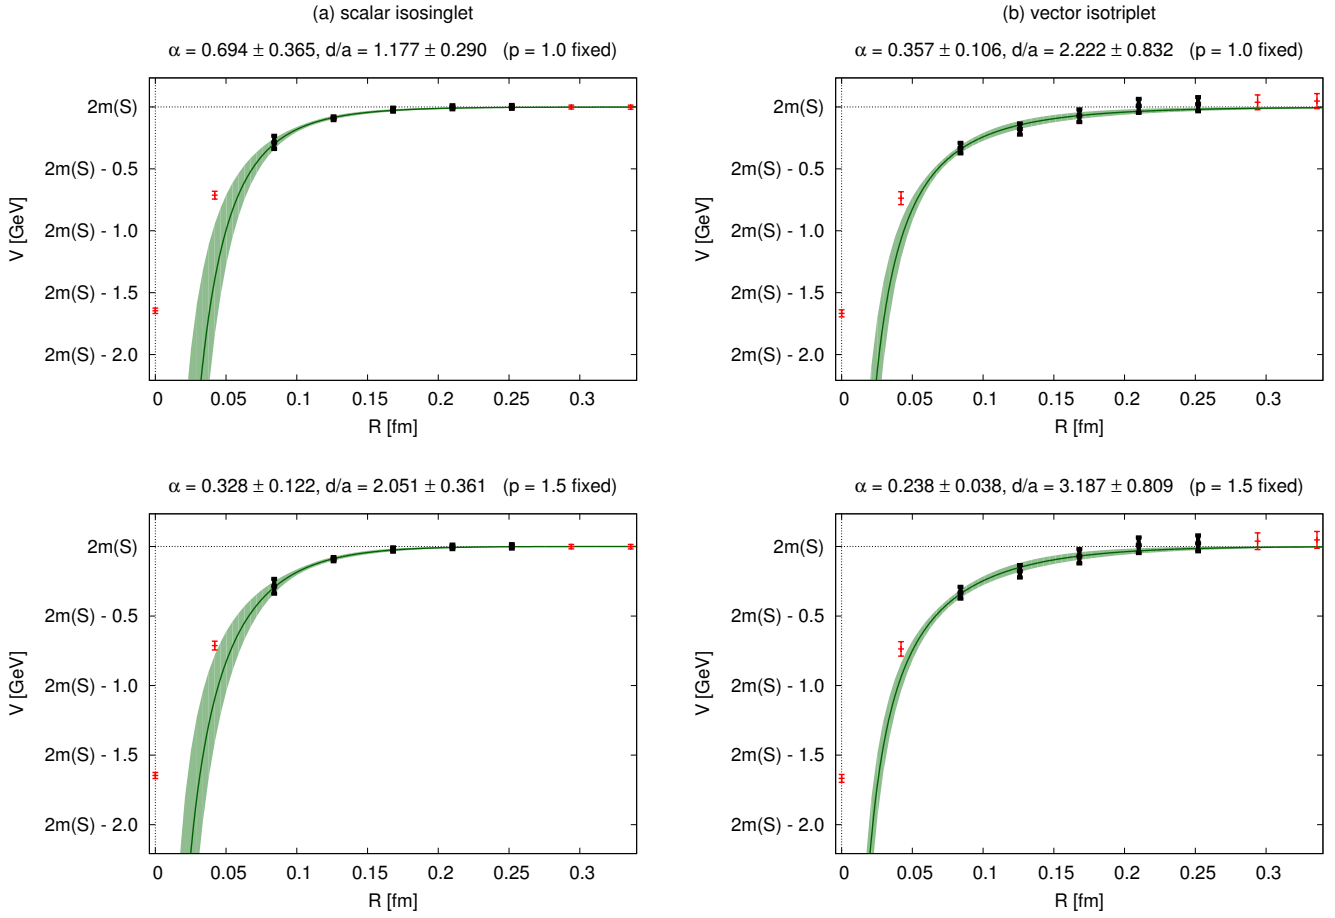 (a) scalar isosinglet
α = 0.694 ± 0.365, d/a = 1.177 ± 0.290 (p = 1.0 fixed)
2m(S)
2m(S) - 0.5
2m(S) - 1.0
2m(S) - 1.5
2m(S) - 2.0
V [GeV]
0 0.05 0.1 0.15 0.2 0.25 0.3
R [fm]
(b) vector isotriplet
α = 0.357 ± 0.106, d/a = 2.222 ± 0.832 (p = 1.0 fixed)
2m(S)
2m(S) - 0.5
2m(S) - 1.0
2m(S) - 1.5
2m(S) - 2.0
V [GeV]
0 0.05 0.1 0.15 0.2 0.25 0.3
R [fm]
α = 0.328 ± 0.122, d/a = 2.051 ± 0.361 (p = 1.5 fixed)
2m(S)
2m(S) - 0.5
2m(S) - 1.0
2m(S) - 1.5
2m(S) - 2.0
V [GeV]
0 0.05 0.1 0.15 0.2 0.25 0.3
R [fm]
α = 0.238 ± 0.038, d/a = 3.187 ± 0.809 (p = 1.5 fixed)
2m(S)
2m(S) - 0.5
2m(S) - 1.0
2m(S) - 1.5
2m(S) - 2.0
V [GeV]
0 0.05 0.1 0.15 0.2 0.25 0.3
R [fm]